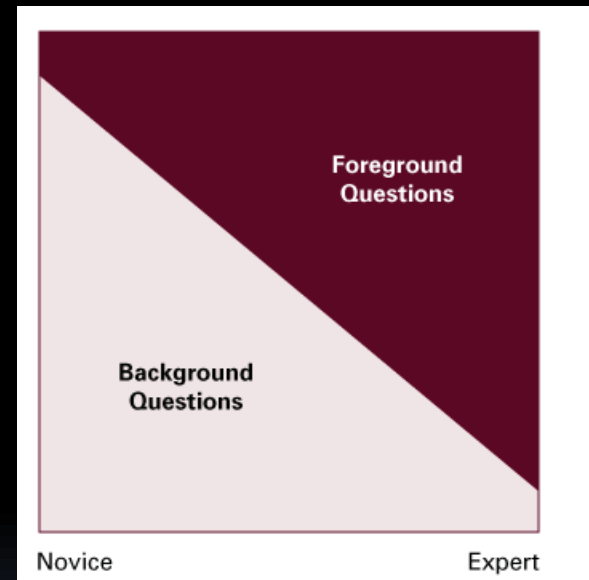 Foreground
Questions
Background
Questions
Novice
Expert